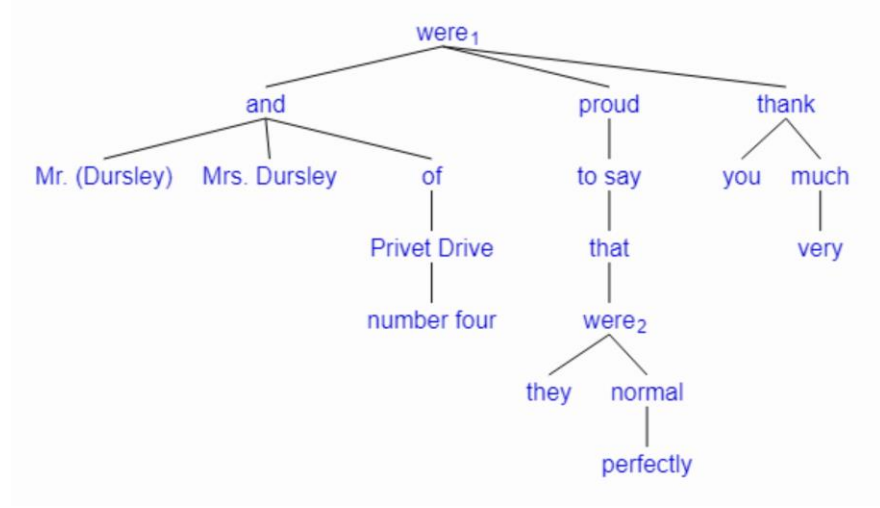 were₁
and proud thank
Mr. (Dursley) Mrs. Dursley of to say you much
Privet Drive that very
number four were₂
they normal
perfectly